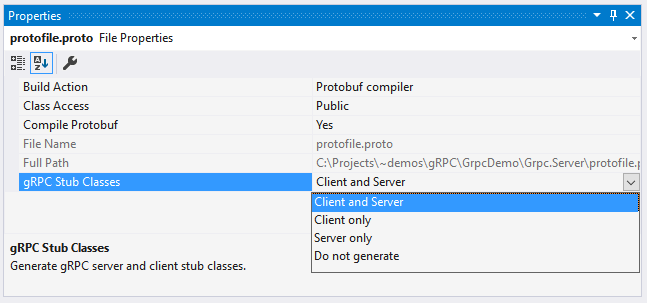 Properties
protofile.proto File Properties
Build Action Protobuf compiler
Class Access Public
Compile Protobuf Yes
File Name protofile.proto
Full Path C:\Projects\~demos\gRPC\GrpcDemo\Grpc.Server\protofile.p
gRPC Stub Classes Client and Server
Client and Server
Client only
Server only
Do not generate
gRPC Stub Classes
Generate gRPC server and client stub classes.